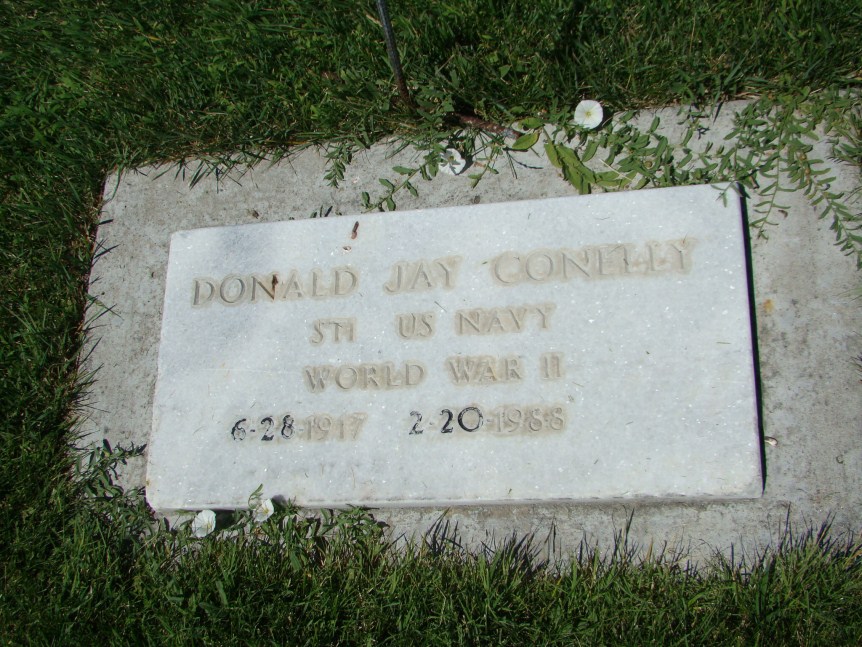 DONALD JAY CONELLY
ST1 US NAVY
WORLD WAR II
6-28-1917 2-20-1988